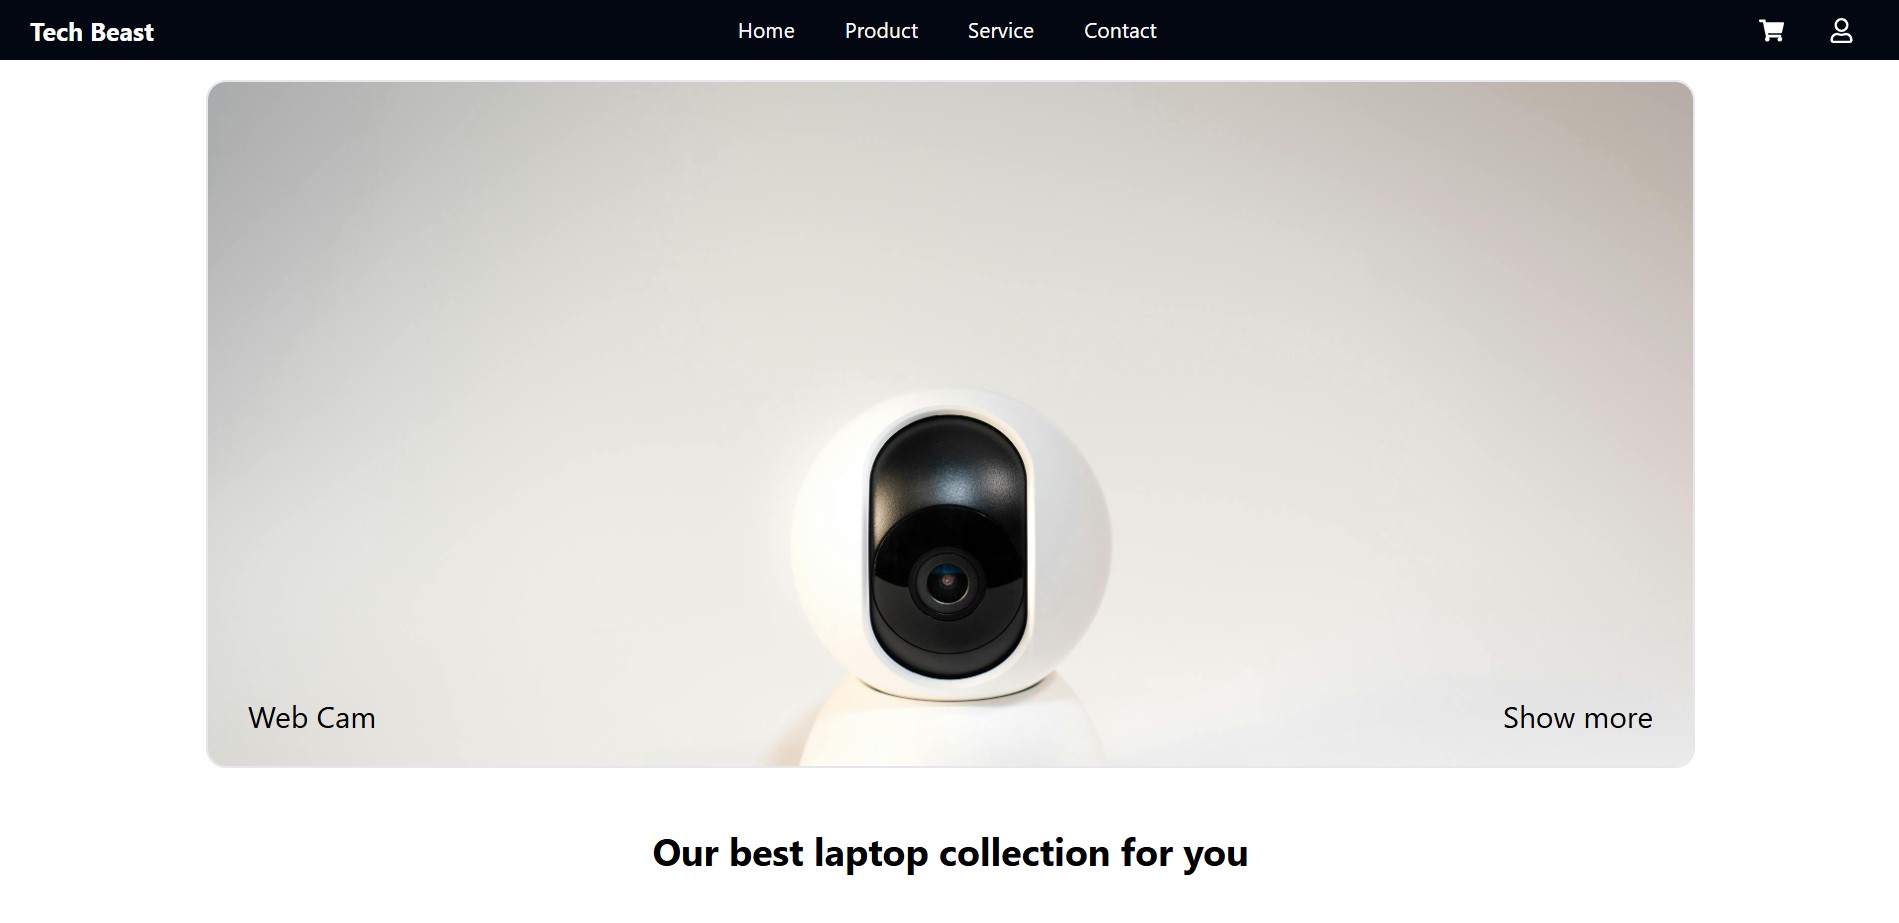 Tech Beast
Home Product Service Contact
Web Cam
Show more
Our best laptop collection for you